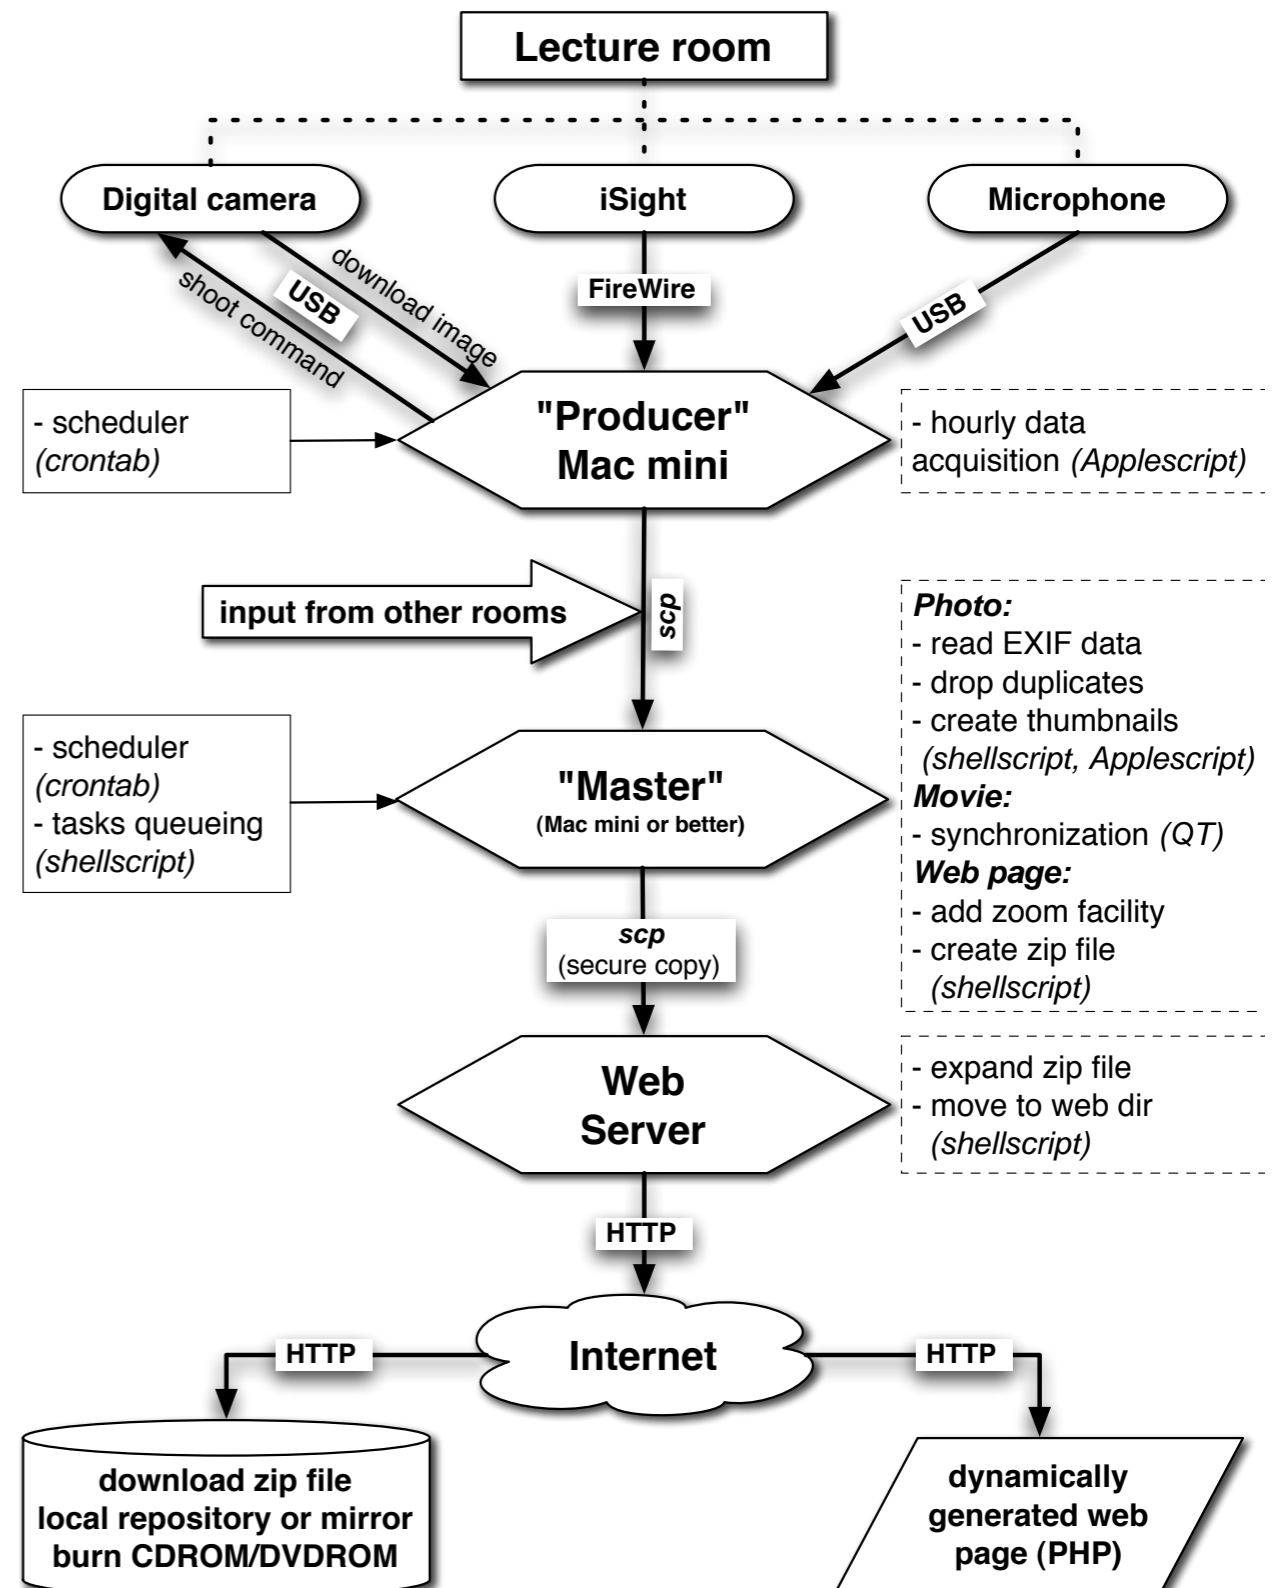 Lecture room
Digital camera
iSight
Microphone
download image
USB
shoot command
FireWire
USB
- scheduler
(crontab)
"Producer"
Mac mini
- hourly data
acquisition (Applescript)
input from other rooms
scp
Photo:
- read EXIF data
- drop duplicates
- create thumbnails
(shellscript, Applescript)
Movie:
- synchronization (QT)
Web page:
- add zoom facility
- create zip file
(shellscript)
- scheduler
(crontab)
- tasks queueing
(shellscript)
"Master"
(Mac mini or better)
scp
(secure copy)
Web
Server
- expand zip file
- move to web dir
(shellscript)
HTTP
Internet
HTTP
HTTP
download zip file
local repository or mirror
burn CDROM/DVDROM
dynamically
generated web
page (PHP)